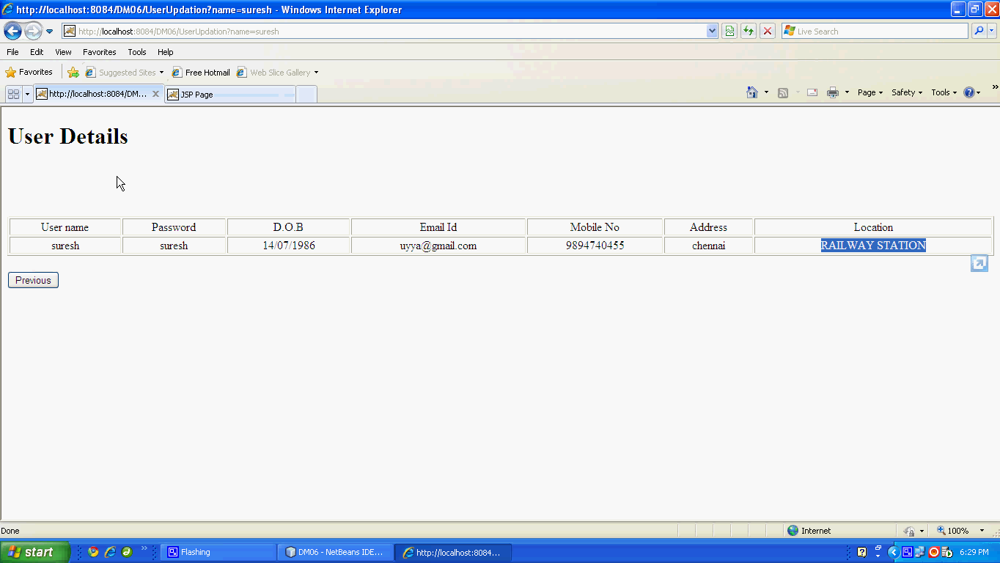 http://localhost:8084/DM06/UserUpdation?name=suresh - Windows Internet Explorer
http://localhost:8084/DM06/UserUpdation?name=suresh
Live Search
File Edit View Favorites Tools Help
Favorites Suggested Sites Free Hotmail Web Slice Gallery
http://localhost:8084/DM... JSP Page Page Safety Tools
User Details
User name Password D.O.B Email Id Mobile No Address Location
suresh suresh 14/07/1986 uyya@gmail.com 9894740455 chennai RAILWAY STATION
Previous
Done Internet 100%
start Flashing DM06 - NetBeans IDE... http://localhost:8084... 6:29 PM